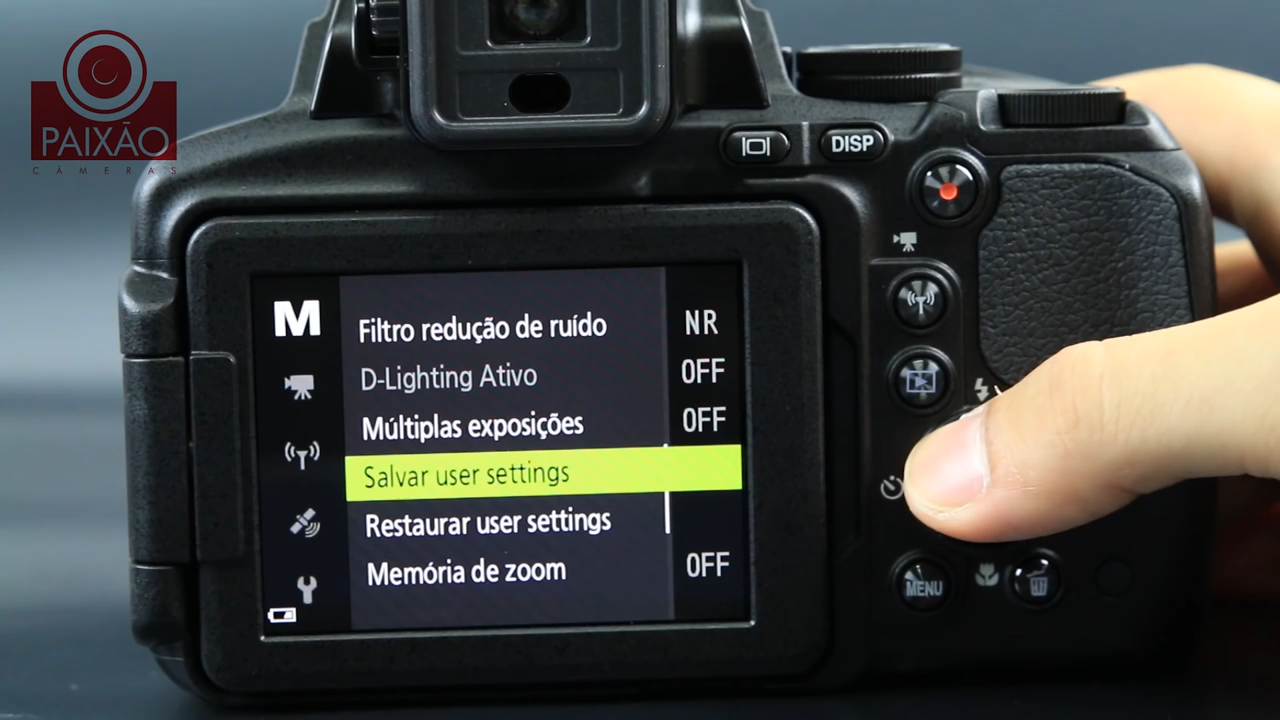 PAIXÃO
CÂMERAS
DISP
M
Filtro redução de ruído NR
D-Lighting Ativo OFF
Múltiplas exposições OFF
Salvar user settings
Restaurar user settings
Memória de zoom OFF
MENU